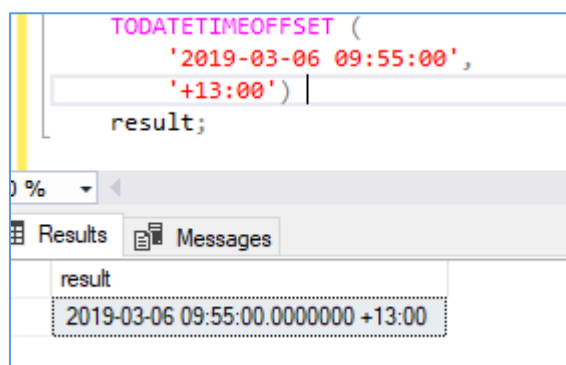 TODATETIMEOFFSET (
'2019-03-06 09:55:00',
'+13:00')
result;
%
Results Messages
result
2019-03-06 09:55:00.0000000 +13:00